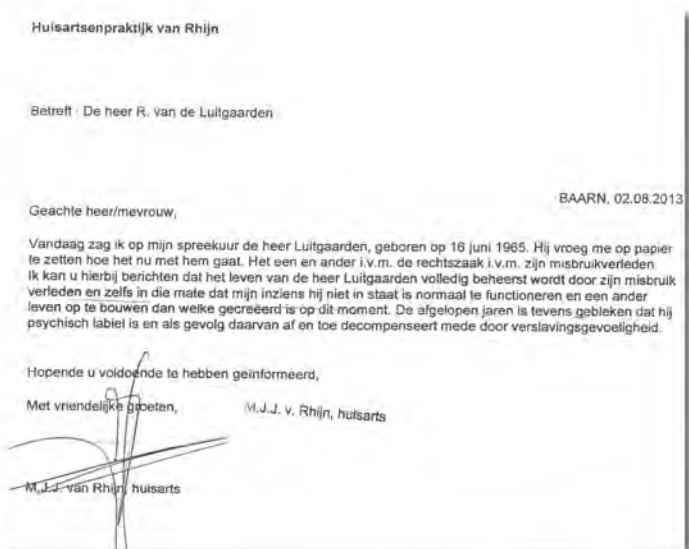 Huisartsenpraktijk van Rhijn
Betreft : De heer R. van de Luitgaarden
BAARN, 02.08.2013
Geachte heer/mevrouw,
Vandaag zag ik op mijn spreekuur de heer Luitgaarden, geboren op 16 juni 1965. Hij vroeg me op papier
te zetten hoe het nu met hem gaat. Het een en ander i.v.m. de rechtszaak i.v.m. zijn misbruikverleden.
Ik kan u hierbij berichten dat het leven van de heer Luitgaarden volledig beheerst wordt door zijn misbruik
verleden en zelfs in die mate dat mijn inziens hij niet in staat is normaal te functioneren en een ander
leven op te bouwen dan welke gecreëerd is op dit moment. De afgelopen jaren is tevens gebleken dat hij
psychisch labiel is en als gevolg daarvan af en toe decompenseert mede door verslavingsgevoeligheid.
Hopende u voldoende te hebben geïnformeerd,
Met vriendelijke groeten,
M.J.J. v. Rhijn, huisarts
M.J.J. van Rhijn, huisarts